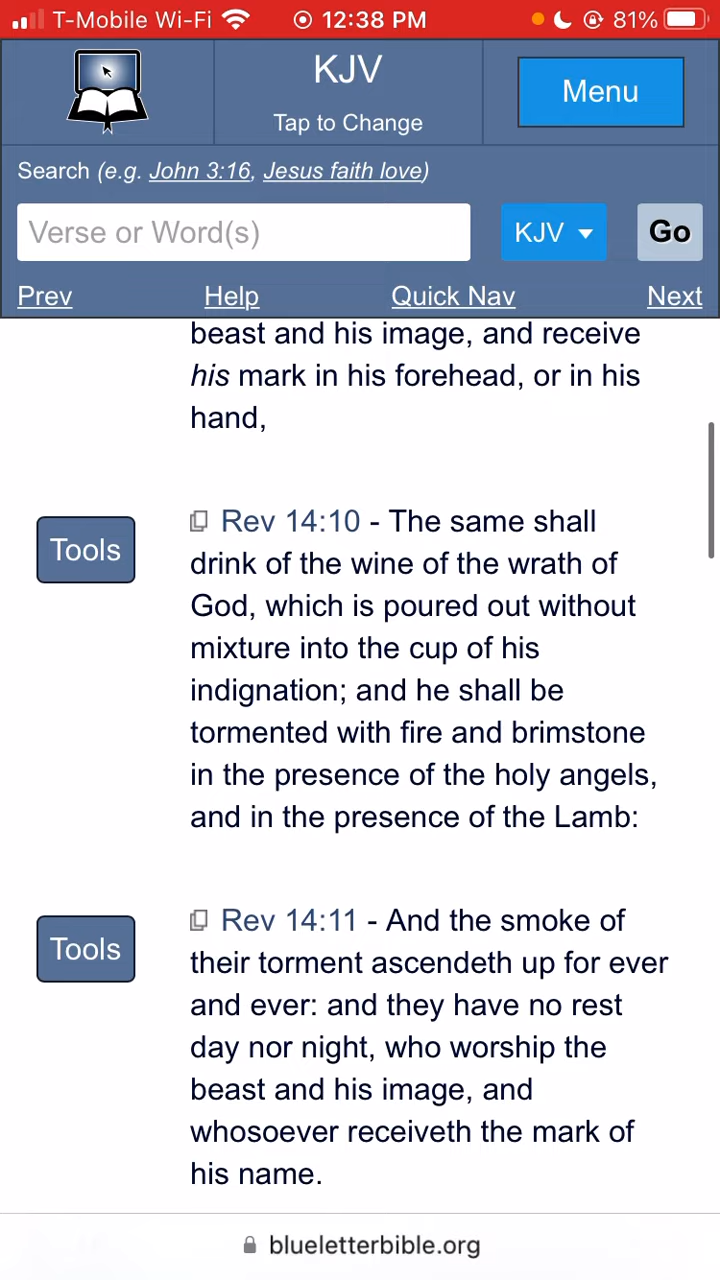 T-Mobile Wi-Fi 12:38 PM 81%
KJV
Tap to Change
Menu
Search (e.g. John 3:16, Jesus faith love)
Verse or Word(s) KJV Go
Prev Help Quick Nav Next
beast and his image, and receive
his mark in his forehead, or in his
hand,
Tools
Rev 14:10 - The same shall
drink of the wine of the wrath of
God, which is poured out without
mixture into the cup of his
indignation; and he shall be
tormented with fire and brimstone
in the presence of the holy angels,
and in the presence of the Lamb:
Tools
Rev 14:11 - And the smoke of
their torment ascendeth up for ever
and ever: and they have no rest
day nor night, who worship the
beast and his image, and
whosoever receiveth the mark of
his name.
blueletterbible.org